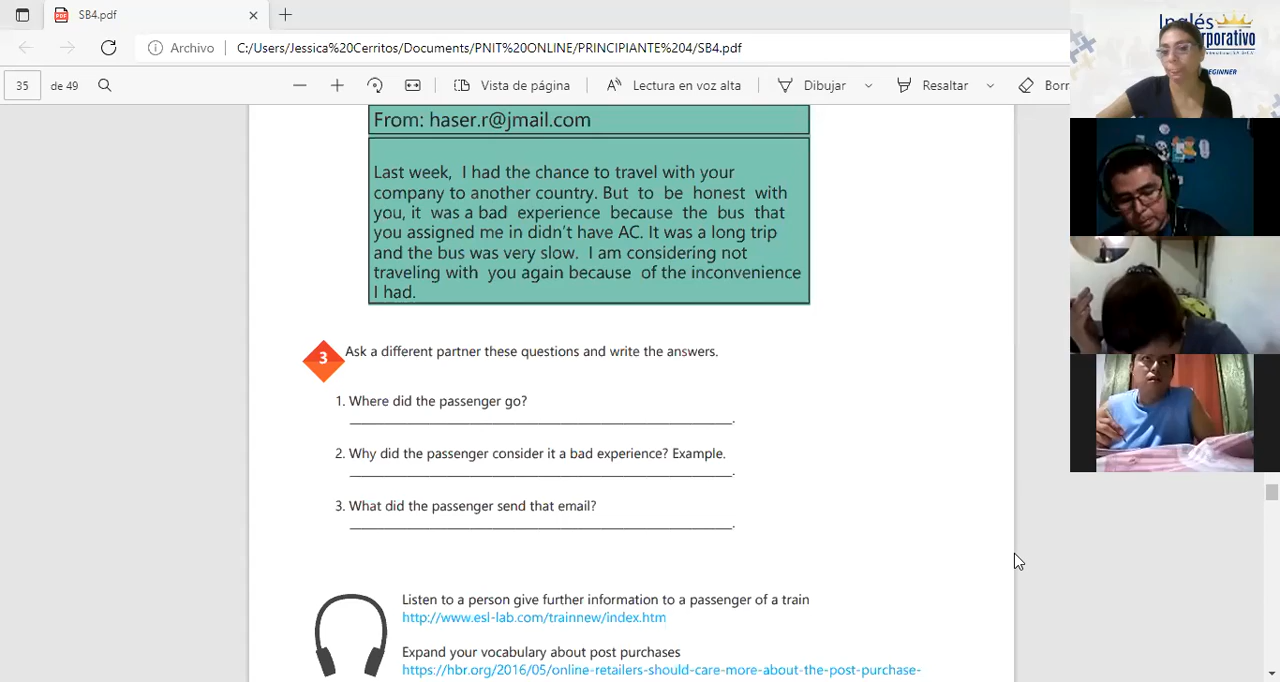 SB4.pdf
Archivo C:/Users/Jessica%20Cerritos/Documents/PNIT%20ONLINE/PRINCIPIANTE%204/SB4.pdf
35 de 49 Vista de página Lectura en voz alta Dibujar Resaltar Borr
Inglés
rporativo
EGINNER
From: haser.r@jmail.com
Last week, I had the chance to travel with your
company to another country. But to be honest with
you, it was a bad experience because the bus that
you assigned me in didn't have AC. It was a long trip
and the bus was very slow. I am considering not
traveling with you again because of the inconvenience
I had.
3 Ask a different partner these questions and write the answers.
1. Where did the passenger go?
2. Why did the passenger consider it a bad experience? Example.
3. What did the passenger send that email?
Listen to a person give further information to a passenger of a train
http://www.esl-lab.com/trainnew/index.htm
Expand your vocabulary about post purchases
https://hbr.org/2016/05/online-retailers-should-care-more-about-the-post-purchase-